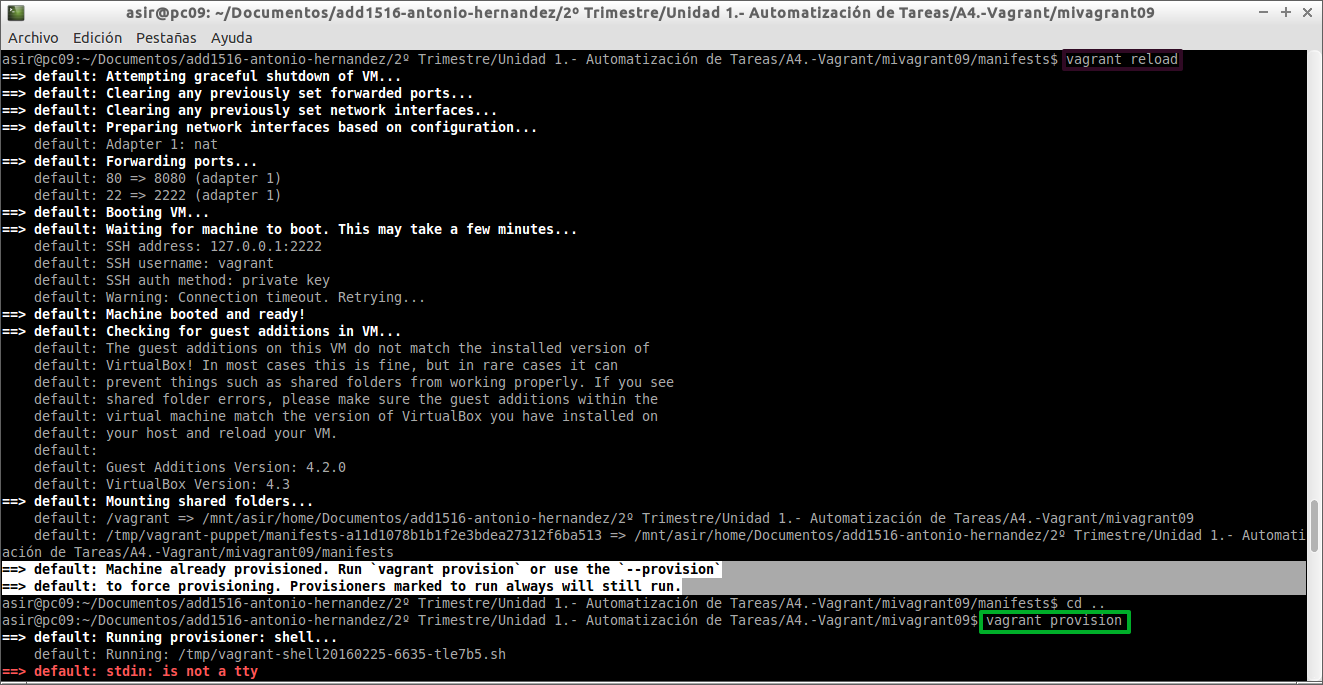 asir@pc09: ~/Documentos/add1516-antonio-hernandez/2º Trimestre/Unidad 1.- Automatización de Tareas/A4.-Vagrant/mivagrant09
Archivo Edición Pestañas Ayuda
asir@pc09:~/Documentos/add1516-antonio-hernandez/2º Trimestre/Unidad 1.- Automatización de Tareas/A4.-Vagrant/mivagrant09/manifests$ vagrant reload
==> default: Attempting graceful shutdown of VM...
==> default: Clearing any previously set forwarded ports...
==> default: Clearing any previously set network interfaces...
==> default: Preparing network interfaces based on configuration...
    default: Adapter 1: nat
==> default: Forwarding ports...
    default: 80 => 8080 (adapter 1)
    default: 22 => 2222 (adapter 1)
==> default: Booting VM...
==> default: Waiting for machine to boot. This may take a few minutes...
    default: SSH address: 127.0.0.1:2222
    default: SSH username: vagrant
    default: SSH auth method: private key
    default: Warning: Connection timeout. Retrying...
==> default: Machine booted and ready!
==> default: Checking for guest additions in VM...
    default: The guest additions on this VM do not match the installed version of
    default: VirtualBox! In most cases this is fine, but in rare cases it can
    default: prevent things such as shared folders from working properly. If you see
    default: shared folder errors, please make sure the guest additions within the
    default: virtual machine match the version of VirtualBox you have installed on
    default: your host and reload your VM.
    default:
    default: Guest Additions Version: 4.2.0
    default: VirtualBox Version: 4.3
==> default: Mounting shared folders...
    default: /vagrant => /mnt/asir/home/Documentos/add1516-antonio-hernandez/2º Trimestre/Unidad 1.- Automatización de Tareas/A4.-Vagrant/mivagrant09
    default: /tmp/vagrant-puppet/manifests-a11d1078b1b1f2e3bdea27312f6ba513 => /mnt/asir/home/Documentos/add1516-antonio-hernandez/2º Trimestre/Unidad 1.- Automati
ación de Tareas/A4.-Vagrant/mivagrant09/manifests
==> default: Machine already provisioned. Run `vagrant provision` or use the `--provision`
==> default: to force provisioning. Provisioners marked to run always will still run.
asir@pc09:~/Documentos/add1516-antonio-hernandez/2º Trimestre/Unidad 1.- Automatización de Tareas/A4.-Vagrant/mivagrant09/manifests$ cd ..
asir@pc09:~/Documentos/add1516-antonio-hernandez/2º Trimestre/Unidad 1.- Automatización de Tareas/A4.-Vagrant/mivagrant09$ vagrant provision
==> default: Running provisioner: shell...
    default: Running: /tmp/vagrant-shell20160225-6635-tle7b5.sh
==> default: stdin: is not a tty